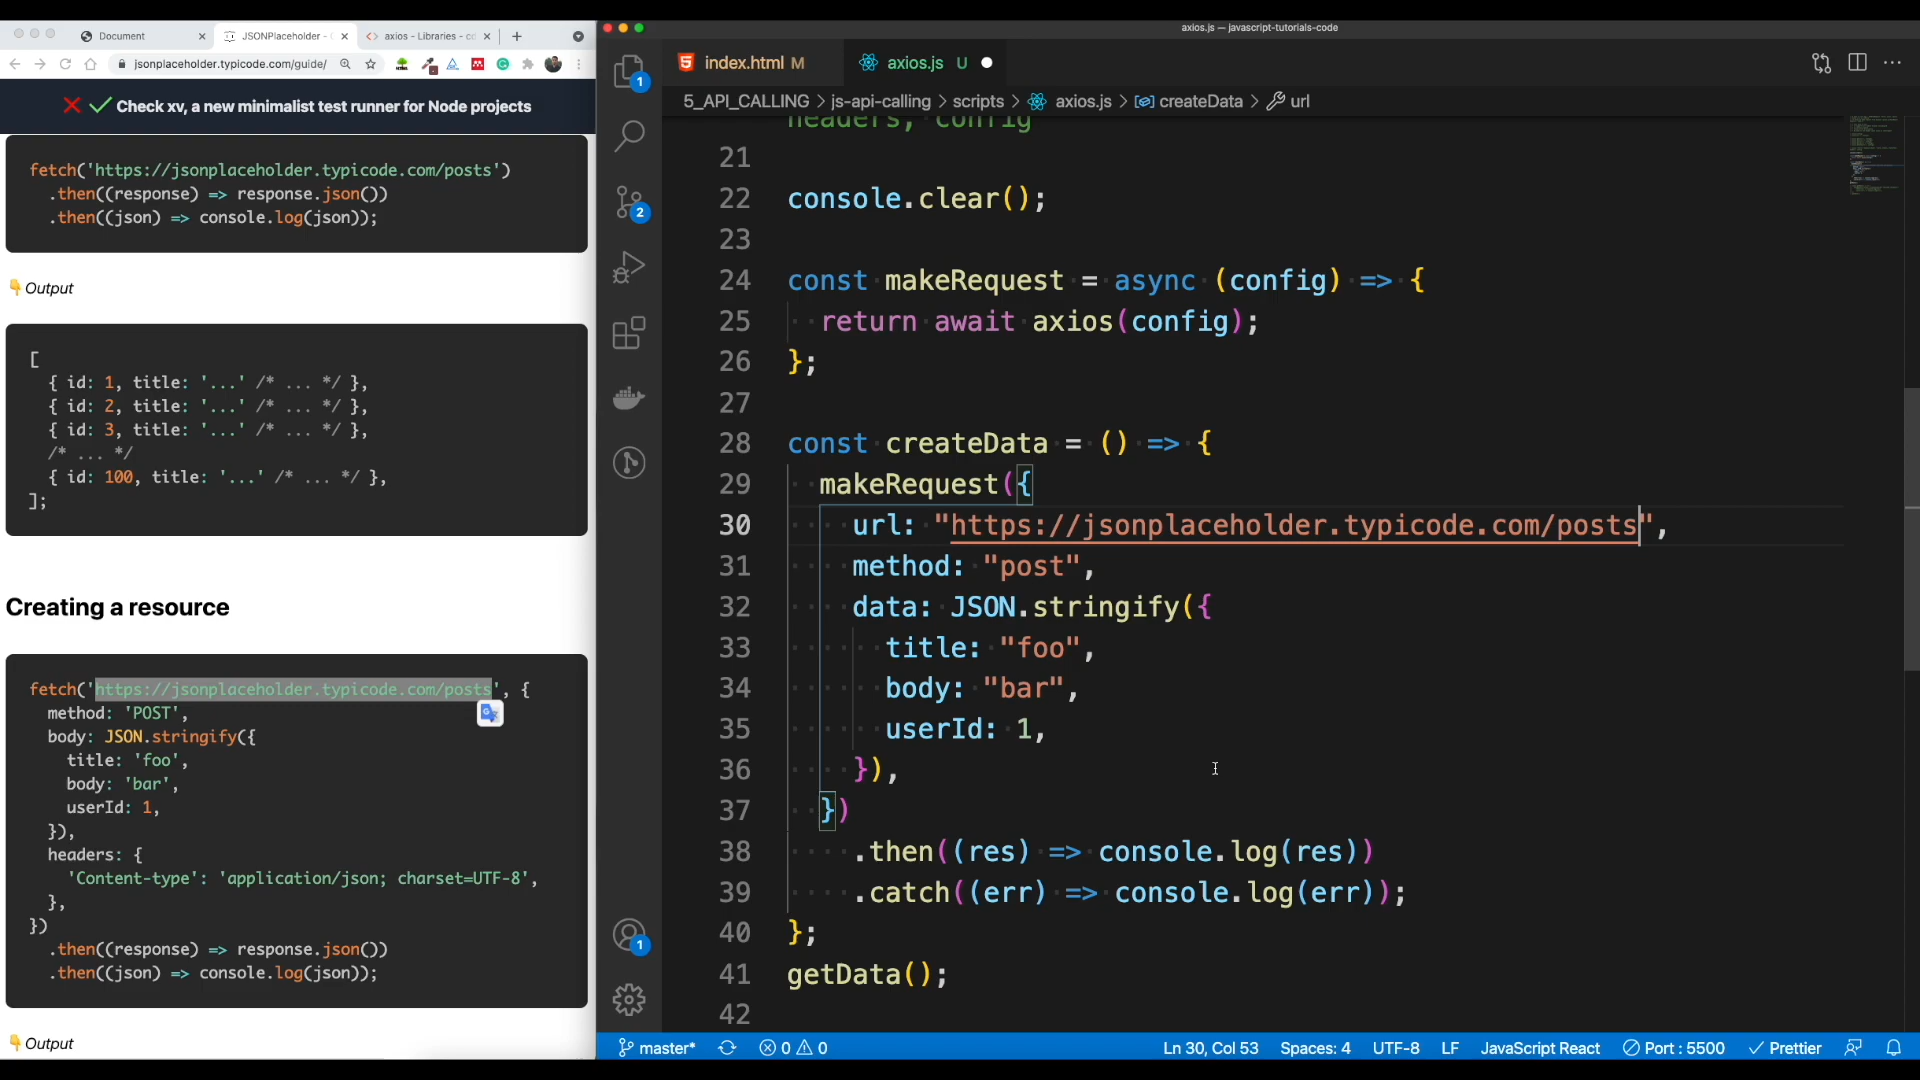 axios.js — javascript-tutorials-code
Document
JSONPlaceholder -
axios - Libraries - cd
jsonplaceholder.typicode.com/guide/
Check xv, a new minimalist test runner for Node projects
fetch('https://jsonplaceholder.typicode.com/posts')
.then((response) => response.json())
.then((json) => console.log(json));
👇 Output
[
{ id: 1, title: '...' /* ... */ },
{ id: 2, title: '...' /* ... */ },
{ id: 3, title: '...' /* ... */ },
/* ... */
{ id: 100, title: '...' /* ... */ },
];
Creating a resource
fetch('https://jsonplaceholder.typicode.com/posts', {
method: 'POST',
body: JSON.stringify({
title: 'foo',
body: 'bar',
userId: 1,
}),
headers: {
'Content-type': 'application/json; charset=UTF-8',
},
})
.then((response) => response.json())
.then((json) => console.log(json));
👇 Output
index.html M
axios.js U
5_API_CALLING > js-api-calling > scripts > axios.js > createData > url
headers, config
21
22 console.clear();
23
24 const makeRequest = async (config) => {
25 return await axios(config);
26 };
27
28 const createData = () => {
29 makeRequest({
30 url: "https://jsonplaceholder.typicode.com/posts",
31 method: "post",
32 data: JSON.stringify({
33 title: "foo",
34 body: "bar",
35 userId: 1,
36 }),
37 })
38 .then((res) => console.log(res))
39 .catch((err) => console.log(err));
40 };
41 getData();
42
1
2
1
master* 0 0 Ln 30, Col 53 Spaces: 4 UTF-8 LF JavaScript React Port : 5500 Prettier